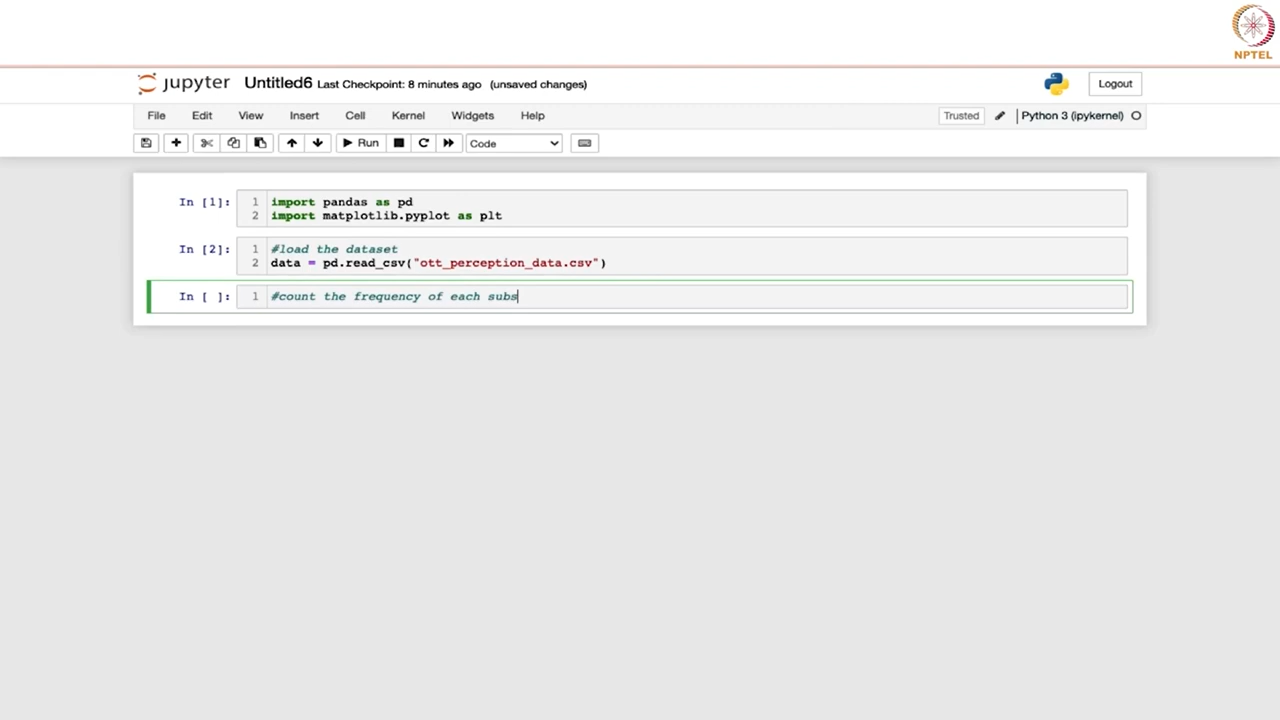 NPTEL
jupyter Untitled6 Last Checkpoint: 8 minutes ago (unsaved changes) Logout
File Edit View Insert Cell Kernel Widgets Help Trusted Python 3 (ipykernel)
Run Code
In [1]: 1 import pandas as pd
2 import matplotlib.pyplot as plt
In [2]: 1 #load the dataset
2 data = pd.read_csv("ott_perception_data.csv")
In [ ]: 1 #count the frequency of each subs